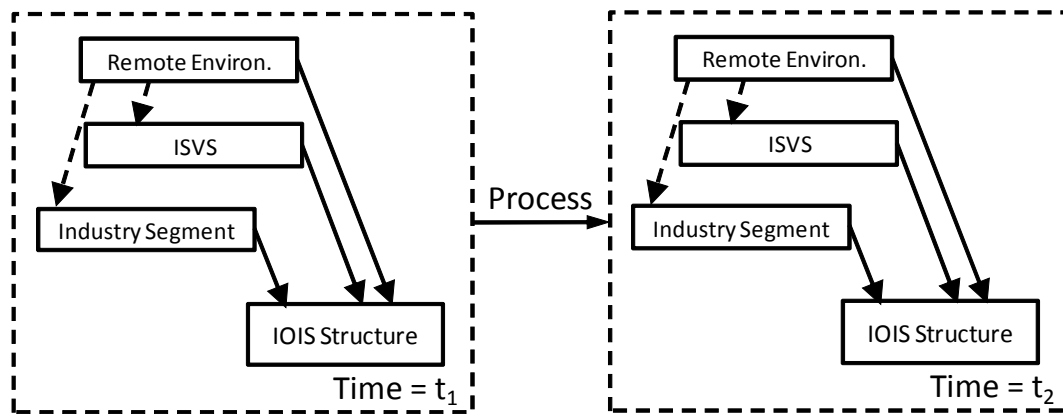 Remote Environ.
ISVS
Industry Segment
IOIS Structure
Time = t₁
Process
Remote Environ.
ISVS
Industry Segment
IOIS Structure
Time = t₂